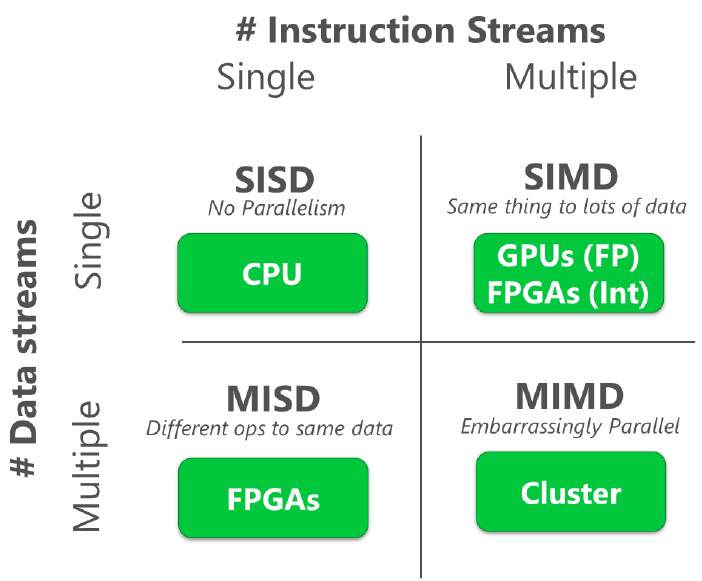 # Instruction Streams
Single
Multiple
# Data streams
Single
SISD
No Parallelism
CPU
SIMD
Same thing to lots of data
GPUs (FP)
FPGAs (Int)
Multiple
MISD
Different ops to same data
FPGAs
MIMD
Embarrassingly Parallel
Cluster